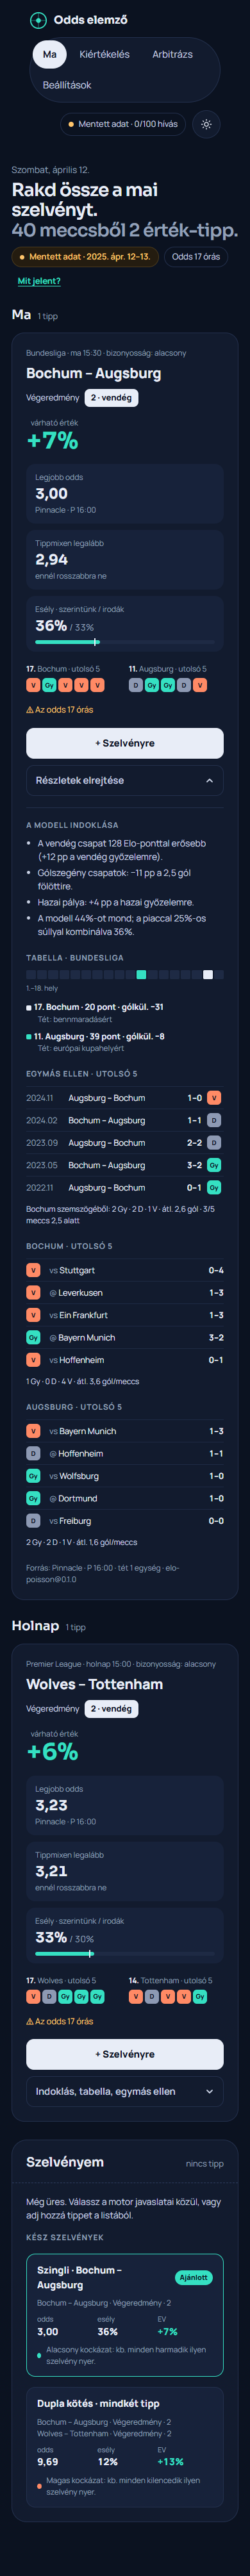 Odds elemző
Ma
Kiértékelés
Arbitrázs
Beállítások
Mentett adat · 0/100 hívás
Szombat, április 12.
Rakd össze a mai
szelvényt.
40 meccsből 2 érték-tipp.
Mentett adat · 2025. ápr. 12–13.
Odds 17 órás
Mit jelent?
Ma 1 tipp
Bundesliga · ma 15:30 · bizonyosság: alacsony
Bochum – Augsburg
Végeredmény
2 · vendég
várható érték
+7%
Legjobb odds
3,00
Pinnacle · P 16:00
Tippmixen legalább
2,94
ennél rosszabbra ne
Esély · szerintünk / irodák
36% / 33%
17. Bochum · utolsó 5
V Gy V V V
11. Augsburg · utolsó 5
D Gy Gy D V
⚠ Az odds 17 órás
+ Szelvényre
Részletek elrejtése
A MODELL INDOKLÁSA
• A vendég csapat 128 Elo-ponttal erősebb
(+12 pp a vendég győzelemre).
• Gólszegény csapatok: −11 pp a 2,5 gól
fölöttire.
• Hazai pálya: +4 pp a hazai győzelemre.
• A modell 44%-ot mond; a piaccal 25%-os
súllyal kombinálva 36%.
TABELLA · BUNDESLIGA
1.–18. hely
17. Bochum · 20 pont · gólkül. −31
Tét: bennmaradásért
11. Augsburg · 39 pont · gólkül. −8
Tét: európai kupahelyért
EGYMÁS ELLEN · UTOLSÓ 5
2024.11 Augsburg – Bochum 1–0 V
2024.02 Bochum – Augsburg 1–1 D
2023.09 Augsburg – Bochum 2–2 D
2023.05 Bochum – Augsburg 3–2 Gy
2022.11 Augsburg – Bochum 0–1 Gy
Bochum szemszögéből: 2 Gy · 2 D · 1 V · átl. 2,6 gól · 3/5
meccs 2,5 alatt
BOCHUM · UTOLSÓ 5
V vs Stuttgart 0–4
V @ Leverkusen 1–3
V vs Ein Frankfurt 1–3
Gy @ Bayern Munich 3–2
V vs Hoffenheim 0–1
1 Gy · 0 D · 4 V · átl. 3,6 gól/meccs
AUGSBURG · UTOLSÓ 5
V vs Bayern Munich 1–3
D @ Hoffenheim 1–1
Gy vs Wolfsburg 1–0
Gy @ Dortmund 1–0
D vs Freiburg 0–0
2 Gy · 2 D · 1 V · átl. 1,6 gól/meccs
Forrás: Pinnacle · P 16:00 · tét 1 egység · elo-
poisson@0.1.0
Holnap 1 tipp
Premier League · holnap 15:00 · bizonyosság: alacsony
Wolves – Tottenham
Végeredmény
2 · vendég
várható érték
+6%
Legjobb odds
3,23
Pinnacle · P 16:00
Tippmixen legalább
3,21
ennél rosszabbra ne
Esély · szerintünk / irodák
33% / 30%
17. Wolves · utolsó 5
V D Gy Gy Gy
14. Tottenham · utolsó 5
V D V V Gy
⚠ Az odds 17 órás
+ Szelvényre
Indoklás, tabella, egymás ellen
Szelvényem
nincs tipp
Még üres. Válassz a motor javaslatai közül, vagy
adj hozzá tippet a listából.
KÉSZ SZELVÉNYEK
Szingli · Bochum –
Augsburg
Ajánlott
Bochum – Augsburg · Végeredmény · 2
odds esély EV
3,00 36% +7%
Alacsony kockázat: kb. minden harmadik ilyen
szelvény nyer.
Dupla kötés · mindkét tipp
Bochum – Augsburg · Végeredmény · 2
Wolves – Tottenham · Végeredmény · 2
odds esély EV
9,69 12% +13%
Magas kockázat: kb. minden kilencedik ilyen
szelvény nyer.